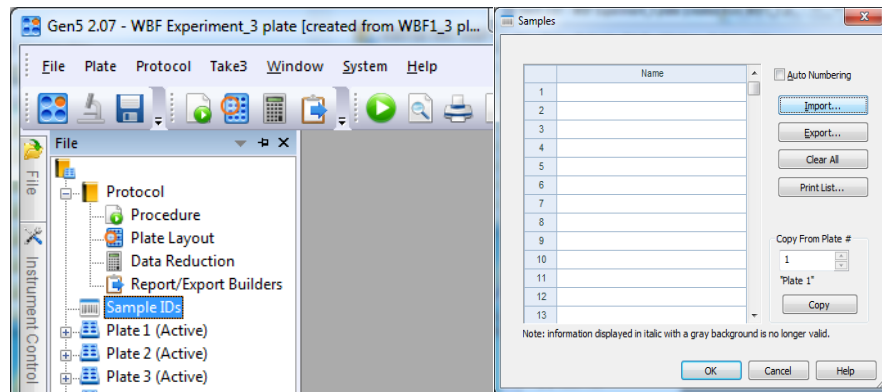 Gen5 2.07 - WBF Experiment_3 plate [created from WBF1_3 pl...
File Plate Protocol Take3 Window System Help
File
File
Instrument Control
Protocol
Procedure
Plate Layout
Data Reduction
Report/Export Builders
Sample IDs
Plate 1 (Active)
Plate 2 (Active)
Plate 3 (Active)
Samples
Name
1
2
3
4
5
6
7
8
9
10
11
12
13
Auto Numbering
Import...
Export...
Clear All
Print List...
Copy From Plate #
1
"Plate 1"
Copy
Note: information displayed in italic with a gray background is no longer valid.
OK Cancel Help